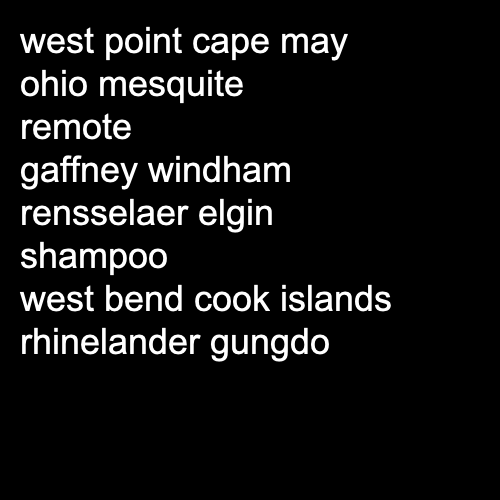 west point cape may
ohio mesquite
remote
gaffney windham
rensselaer elgin
shampoo
west bend cook islands
rhinelander gungdo